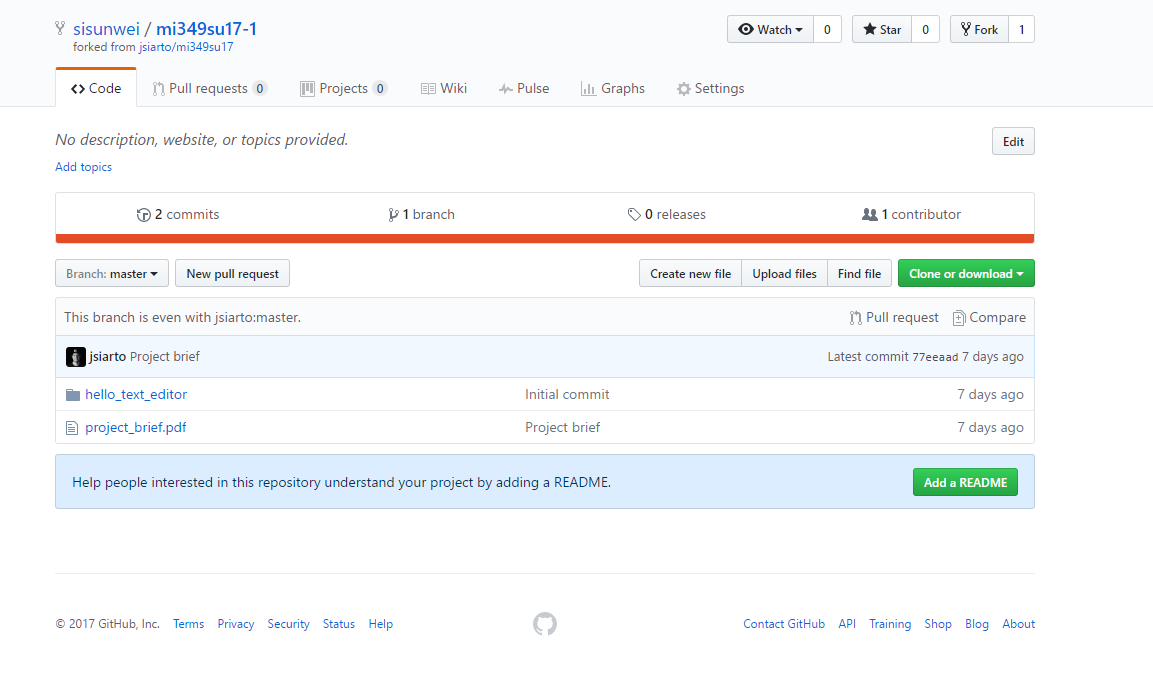 sisunwei / mi349su17-1
forked from jsiarto/mi349su17
Watch 0 Star 0 Fork 1
Code Pull requests 0 Projects 0 Wiki Pulse Graphs Settings
No description, website, or topics provided.
Edit
Add topics
2 commits 1 branch 0 releases 1 contributor
Branch: master New pull request Create new file Upload files Find file Clone or download
This branch is even with jsiarto:master. Pull request Compare
jsiarto Project brief Latest commit 77eeaad 7 days ago
hello_text_editor Initial commit 7 days ago
project_brief.pdf Project brief 7 days ago
Help people interested in this repository understand your project by adding a README. Add a README
© 2017 GitHub, Inc. Terms Privacy Security Status Help Contact GitHub API Training Shop Blog About